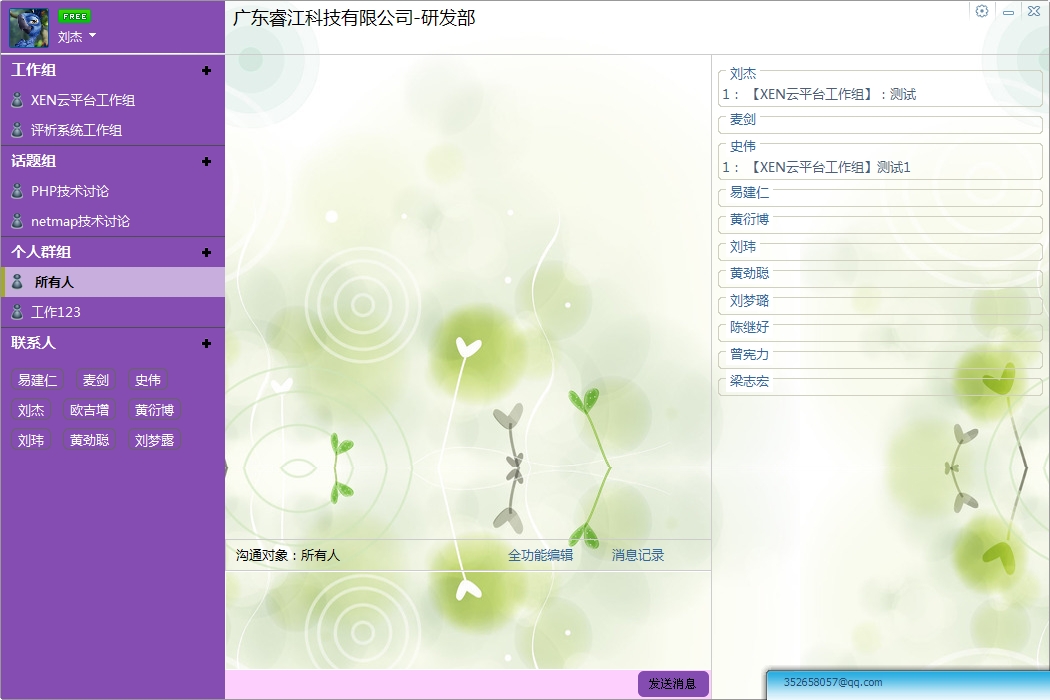 FREE
刘杰
广东睿江科技有限公司-研发部
工作组
XEN云平台工作组
评析系统工作组
话题组
PHP技术讨论
netmap技术讨论
个人群组
所有人
工作123
联系人
易建仁 麦剑 史伟
刘杰 欧吉增 黄衍博
刘玮 黄劲聪 刘梦露
沟通对象：所有人 全功能编辑 消息记录
发送消息
刘杰
1： 【XEN云平台工作组】：测试
麦剑
史伟
1： 【XEN云平台工作组】测试1
易建仁
黄衍博
刘玮
黄劲聪
刘梦璐
陈继好
曾宪力
梁志宏
352658057@qq.com